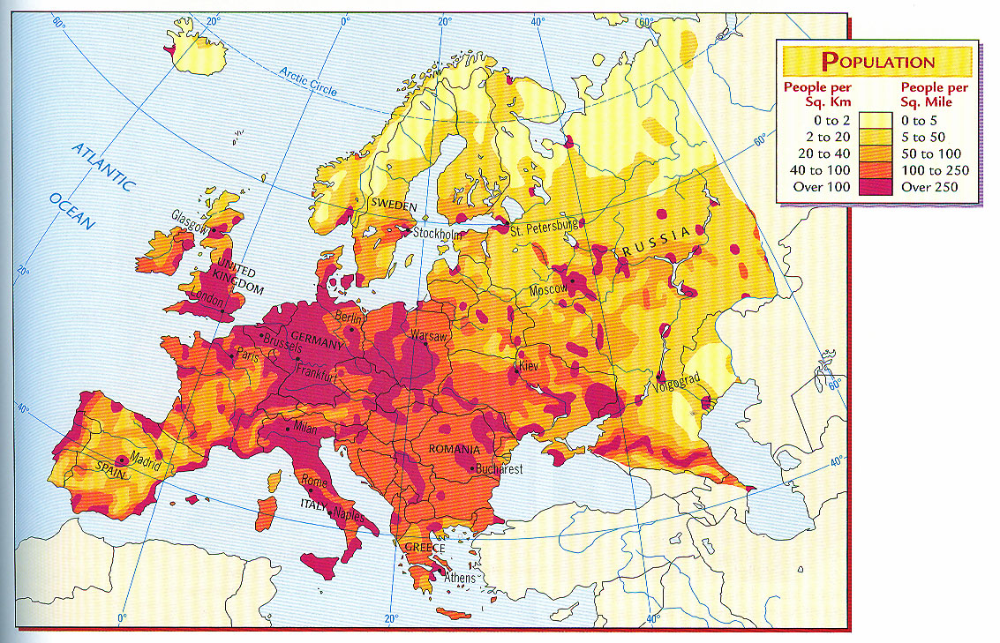 60°
20°
0°
20°
40°
60°
Arctic Circle
ATLANTIC
OCEAN
20°
40°
POPULATION
People per
Sq. Km
People per
Sq. Mile
0 to 2
0 to 5
2 to 20
5 to 50
20 to 40
50 to 100
40 to 100
100 to 250
Over 100
Over 250
60°
SWEDEN
Stockholm
St. Petersburg
RUSSIA
Glasgow
UNITED
KINGDOM
London
Moscow
Berlin
GERMANY
Brussels
Warsaw
Paris
Frankfurt
Kiev
Volgograd
60°
Milan
Madrid
SPAIN
ROMANIA
Bucharest
40°
Rome
ITALY
Naples
GREECE
Athens
0°
20°
40°